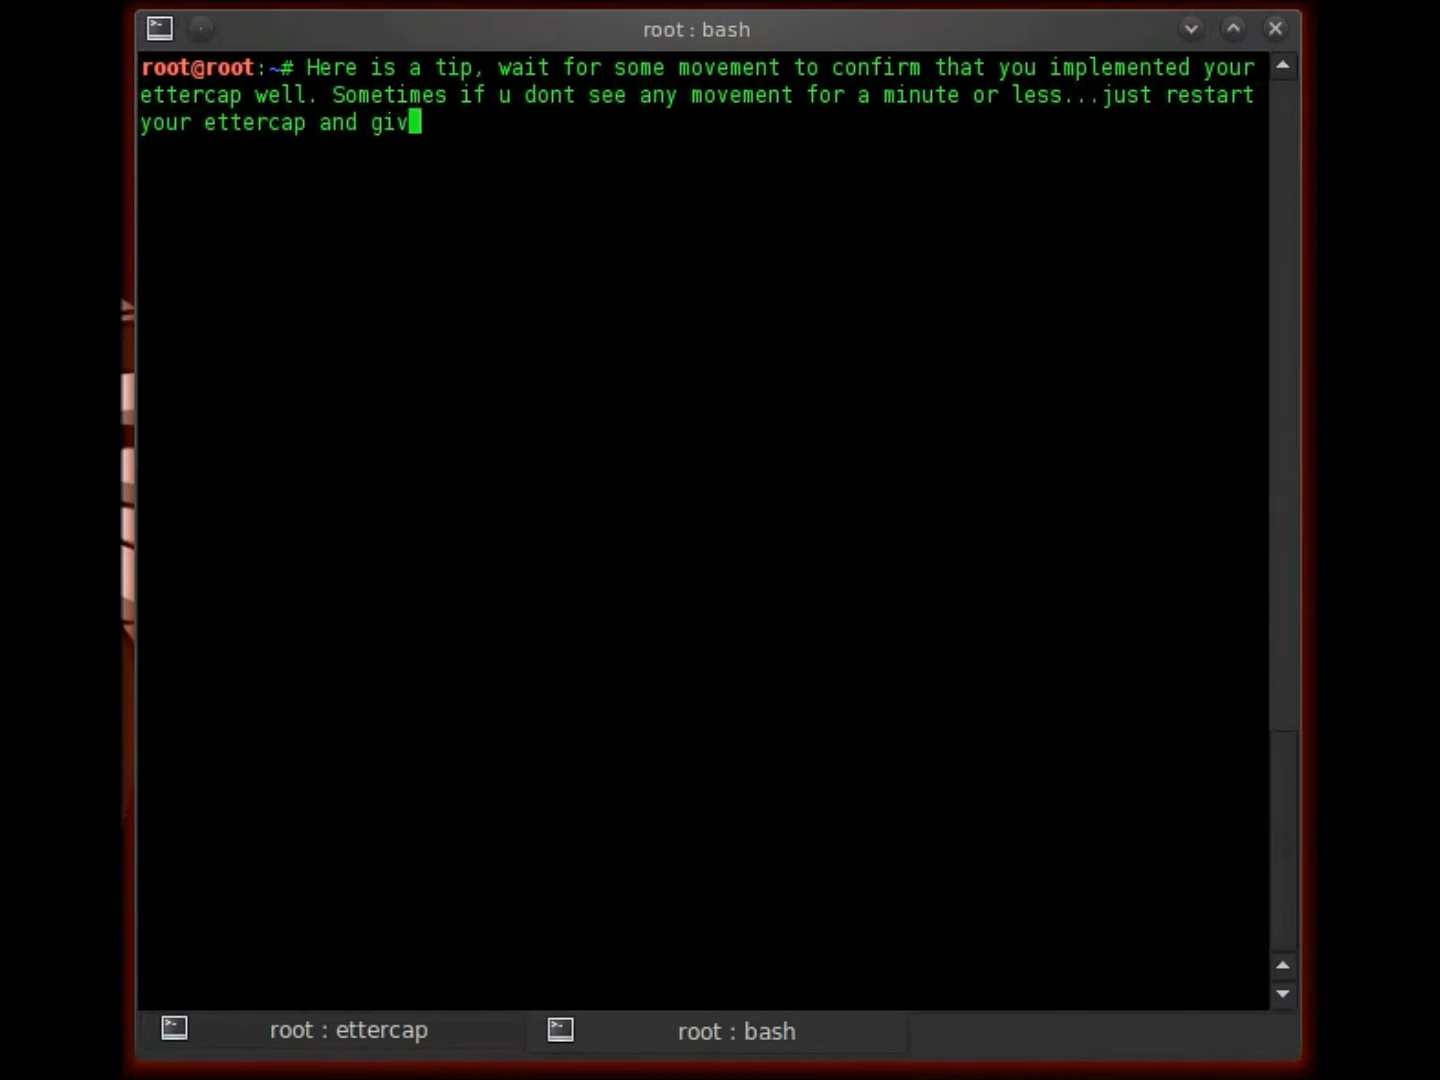 root : bash
root@root:~# Here is a tip, wait for some movement to confirm that you implemented your
ettercap well. Sometimes if u dont see any movement for a minute or less...just restart
your ettercap and giv
root : ettercap
root : bash